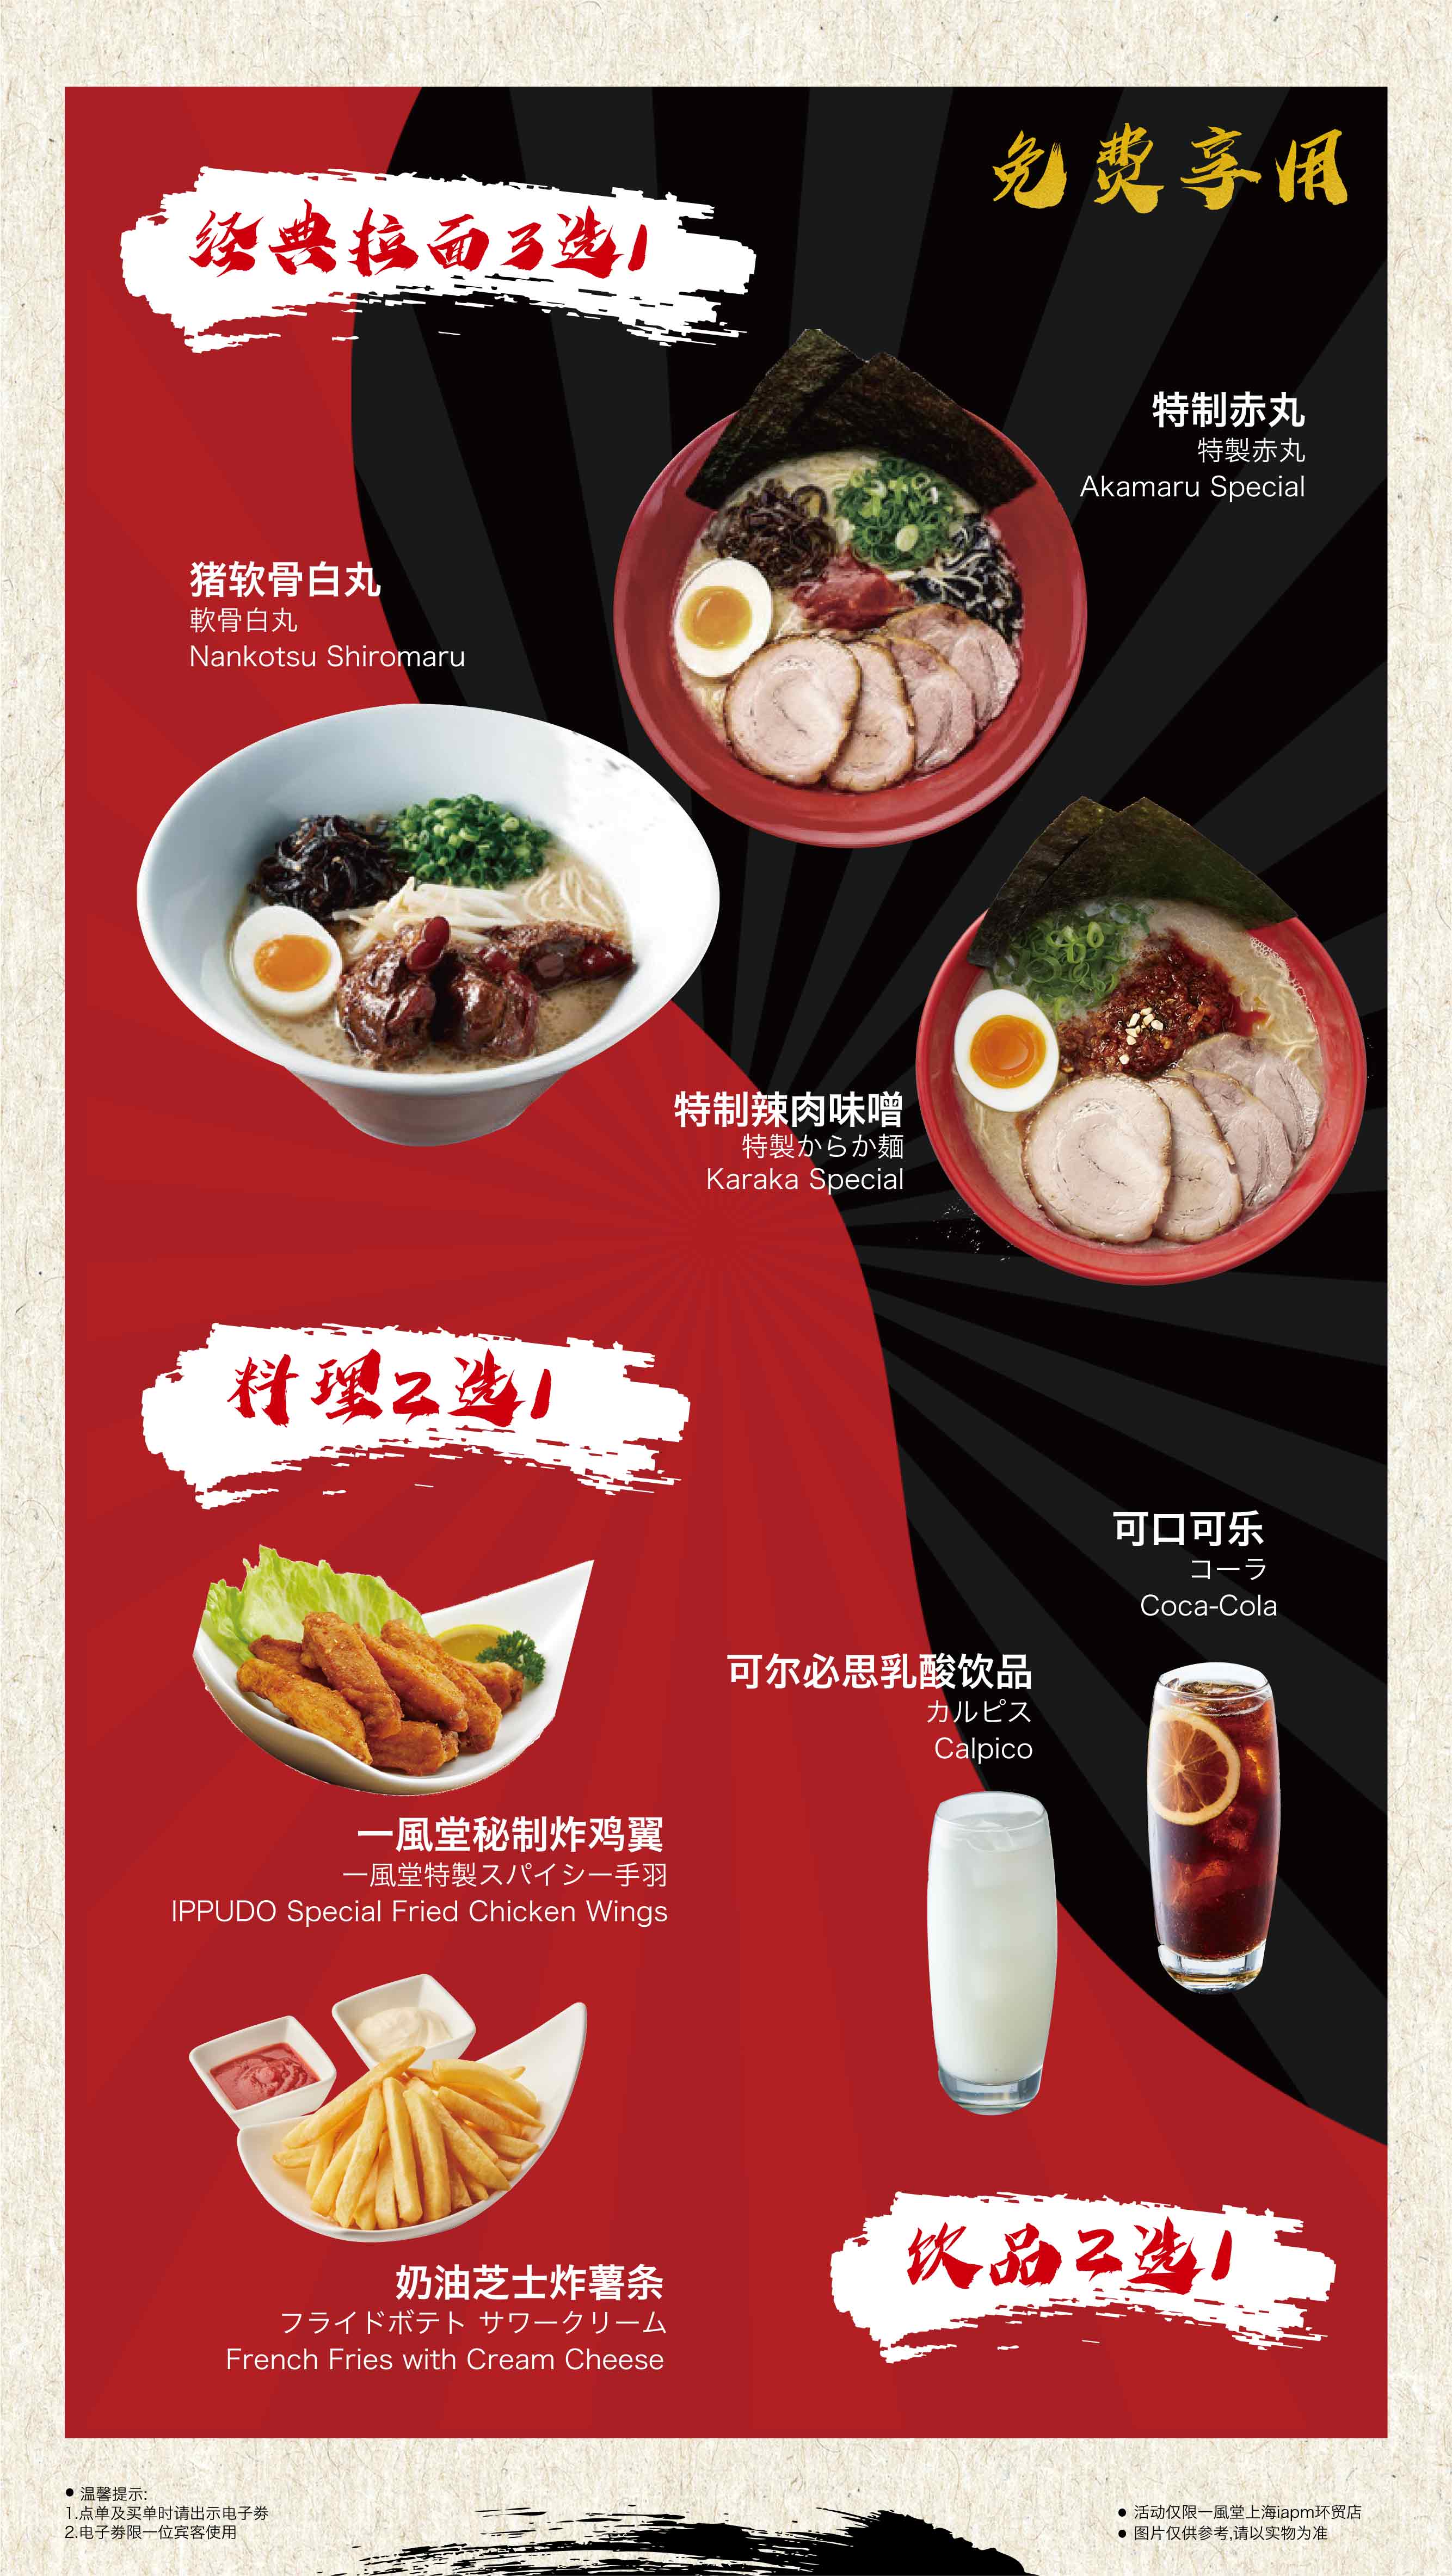 免费享用
经典拉面3选1
特制赤丸
特製赤丸
Akamaru Special
猪软骨白丸
軟骨白丸
Nankotsu Shiromaru
特制辣肉味噌
特製からか麺
Karaka Special
料理2选1
一風堂秘制炸鸡翼
一風堂特製スパイシー手羽
IPPUDO Special Fried Chicken Wings
奶油芝士炸薯条
フライドポテト サワークリーム
French Fries with Cream Cheese
可口可乐
コーラ
Coca-Cola
可尔必思乳酸饮品
カルピス
Calpico
饮品2选1
● 温馨提示:
1.点单及买单时请出示电子券
2.电子券限一位宾客使用
● 活动仅限一風堂上海iapm环贸店
● 图片仅供参考,请以实物为准